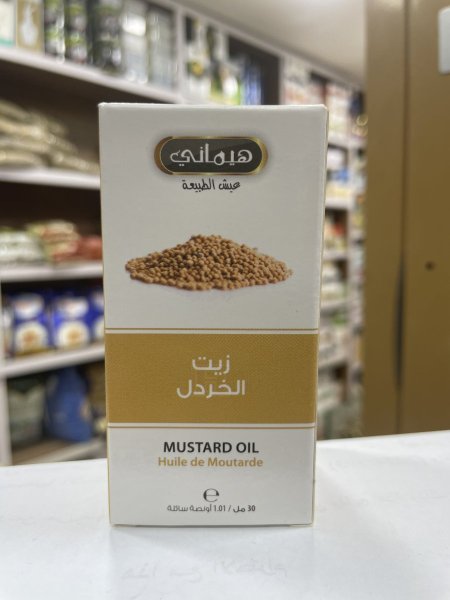 هيماني
عيش الطبيعة
زيت
الخردل
MUSTARD OIL
Huile de Moutarde
℮
30 مل / 1.01 أونصة سائلة